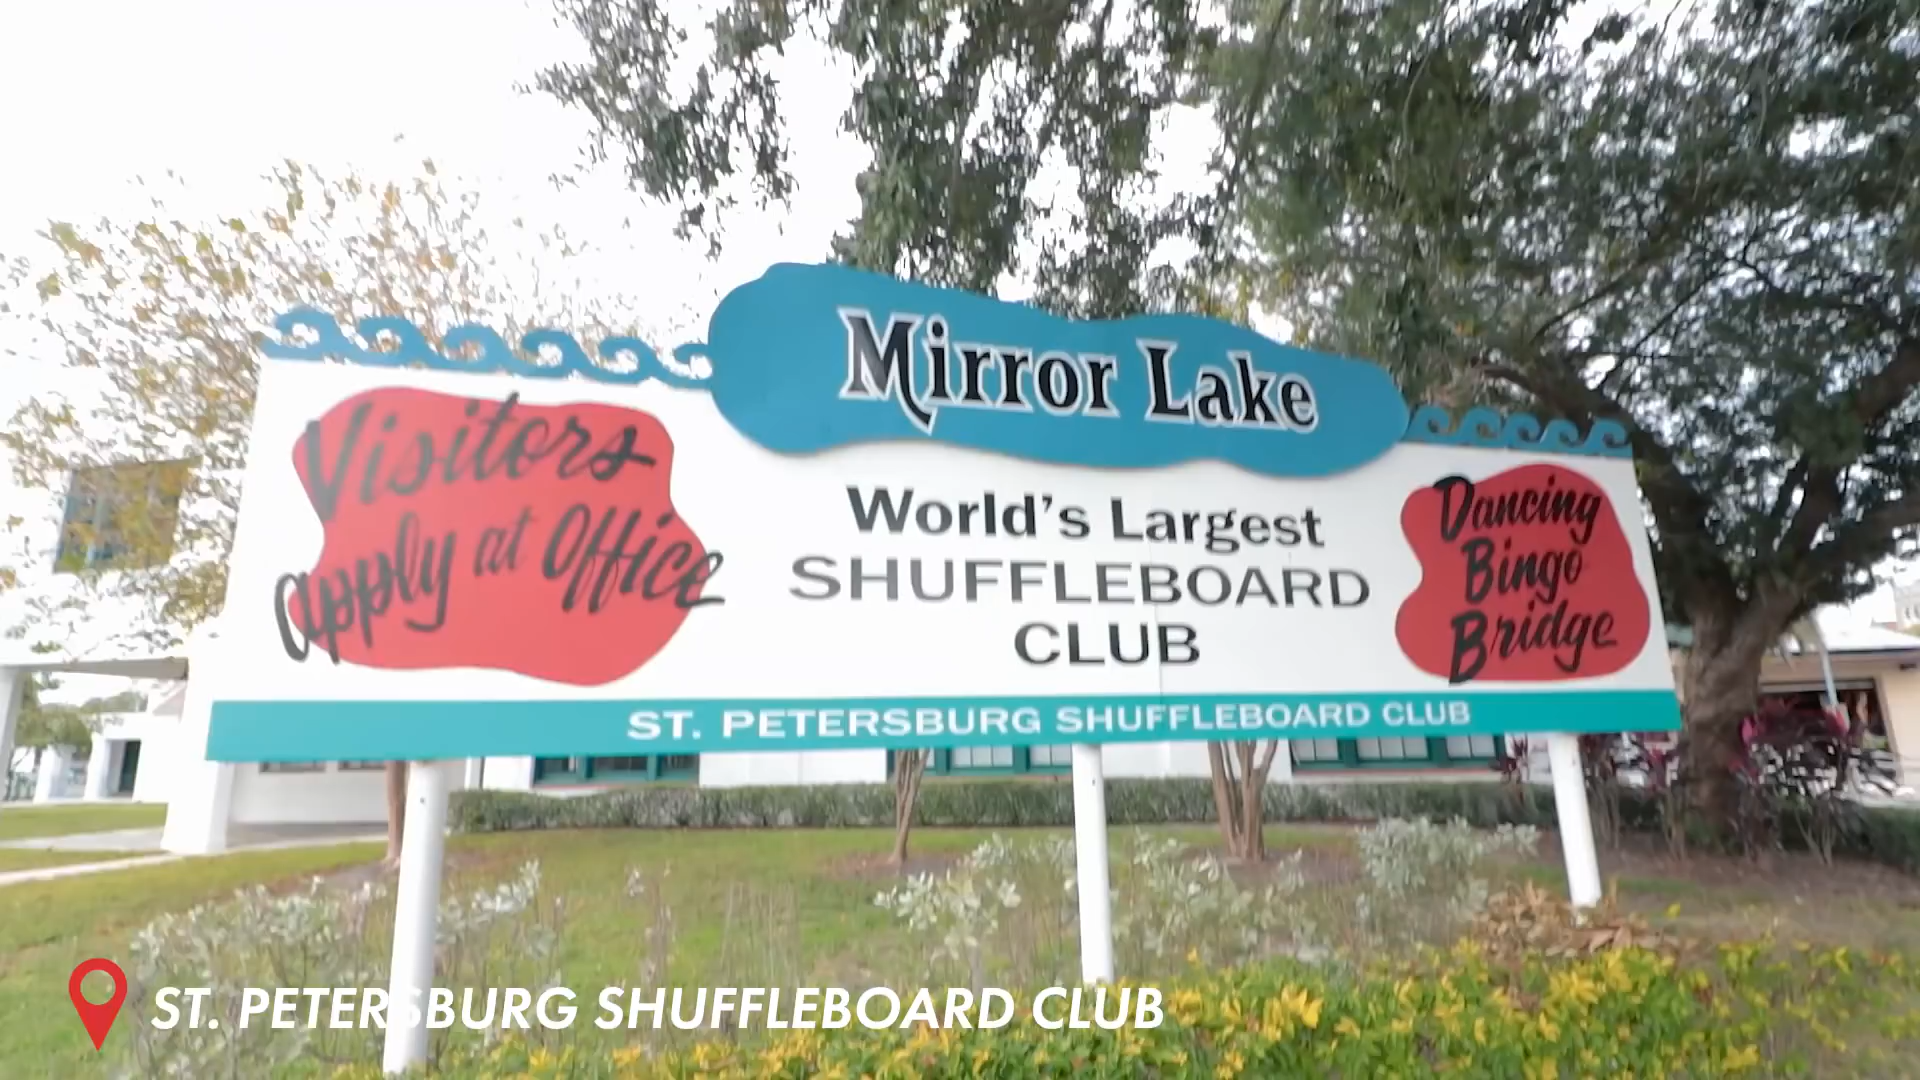 Mirror Lake
Visitors
apply at Office
World's Largest
SHUFFLEBOARD
CLUB
Dancing
Bingo
Bridge
ST. PETERSBURG SHUFFLEBOARD CLUB
ST. PETERSBURG SHUFFLEBOARD CLUB